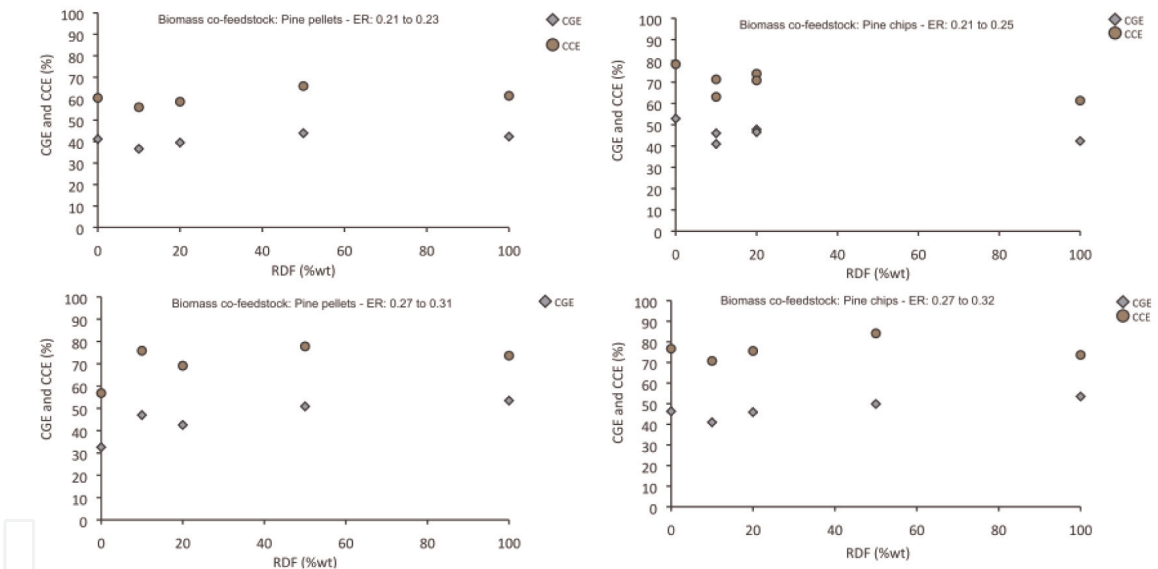 Biomass co-feedstock: Pine pellets - ER: 0.21 to 0.23
CGE
CCE
CGE and CCE (%)
100
90
80
70
60
50
40
30
20
10
0
0 20 40 60 80 100
RDF (%wt)
Biomass co-feedstock: Pine chips - ER: 0.21 to 0.25
CGE
CCE
CGE and CCE (%)
100
90
80
70
60
50
40
30
20
10
0
0 20 40 60 80 100
RDF (%wt)
Biomass co-feedstock: Pine pellets - ER: 0.27 to 0.31
CGE
CGE and CCE (%)
100
90
80
70
60
50
40
30
20
10
0
0 20 40 60 80 100
RDF (%wt)
Biomass co-feedstock: Pine chips - ER: 0.27 to 0.32
CGE
CCE
CGE and CCE (%)
100
90
80
70
60
50
40
30
20
10
0
0 20 40 60 80 100
RDF (%wt)